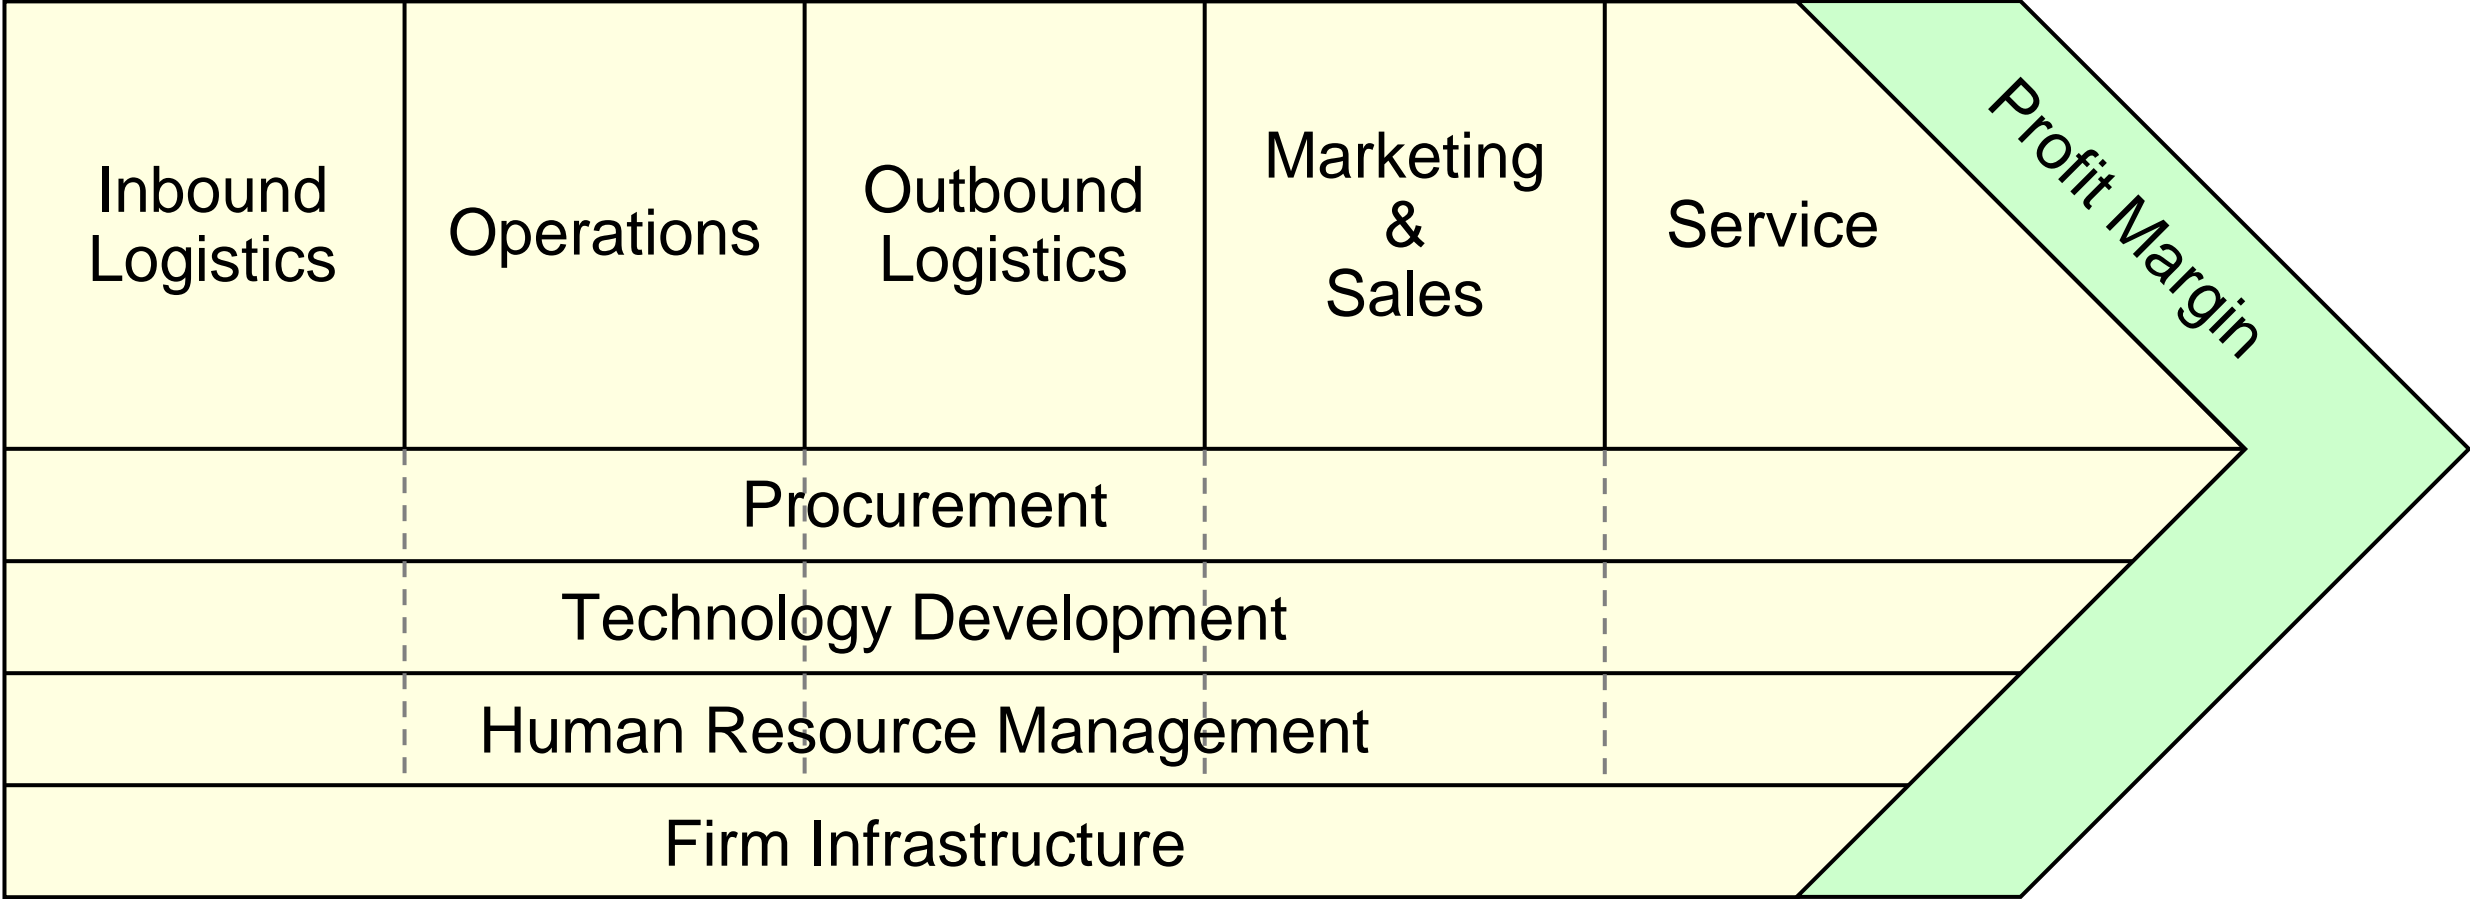 Inbound
Logistics
Operations
Outbound
Logistics
Marketing
&
Sales
Service
Profit Margin
Procurement
Technology Development
Human Resource Management
Firm Infrastructure